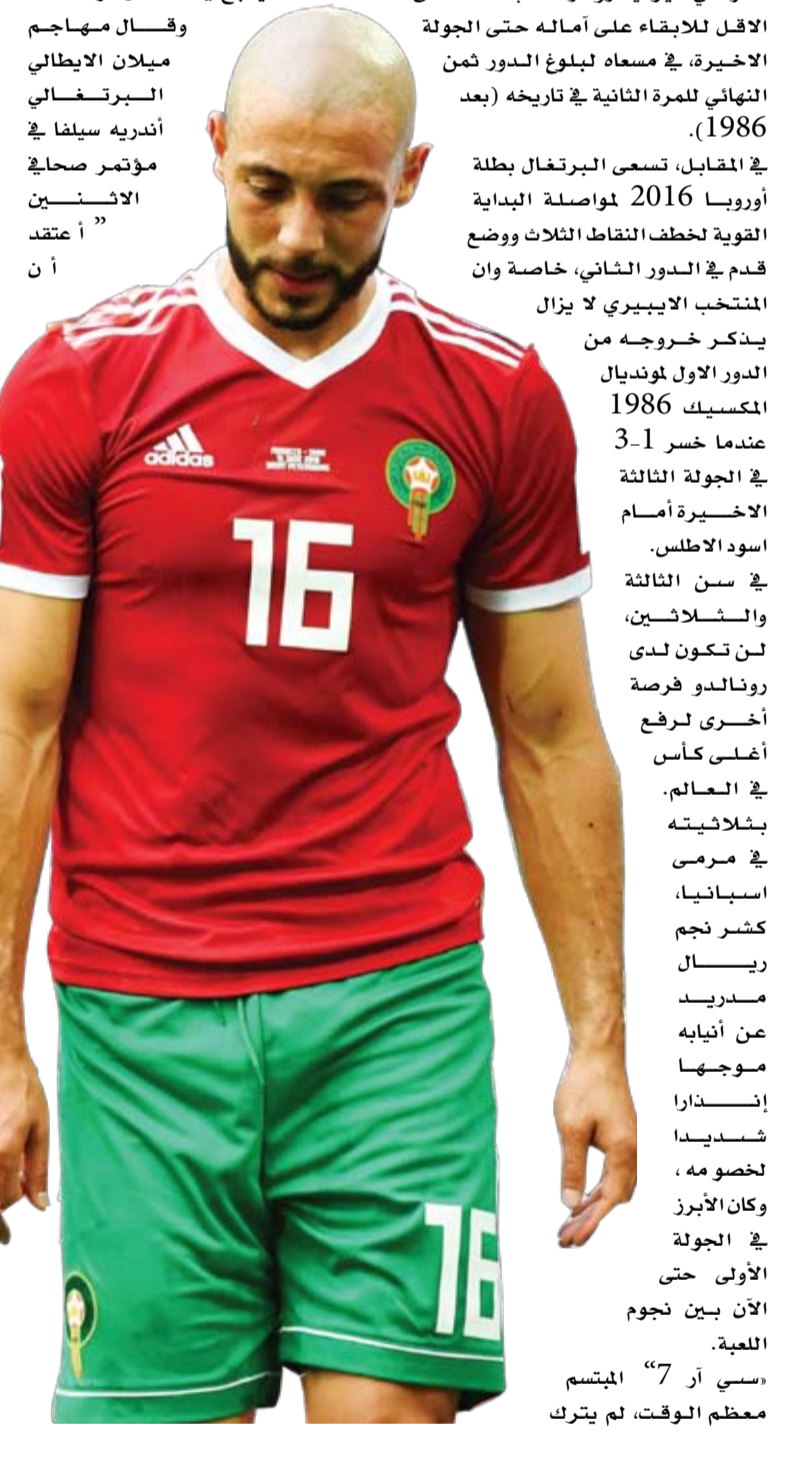 الاقل للابقاء على آماله حتى الجولة
الاخيرة، في مسعاه لبلوغ الدور ثمن
النهائي للمرة الثانية في تاريخه (بعد
1986).
في المقابل، تسعى البرتغال بطلة
أوروبا 2016 لمواصلة البداية
القوية لخطف النقاط الثلاث ووضع
قدم في الدور الثاني، خاصة وان
المنتخب الايبيري لا يزال
يذكر خروجه من
الدور الاول لمونديال
المكسيك 1986
عندما خسر 1-3
في الجولة الثالثة
الاخيرة أمام
اسود الاطلس.
في سن الثالثة
والثلاثين،
لن تكون لدى
رونالدو فرصة
أخرى لرفع
أغلى كأس
في العالم.
بثلاثيته
في مرمى
اسبانيا،
كشر نجم
ريال
مدريد
عن أنيابه
موجها
إنذارا
شديدا
لخصومه ،
وكان الأبرز
في الجولة
الأولى حتى
الآن بين نجوم
اللعبة.
«سي آر 7“ المبتسم
معظم الوقت، لم يترك
وقال مهاجم
ميلان الايطالي
البرتغالي
أندريه سيلفا في
مؤتمر صحافي
الاثنين
” أعتقد
أن
adidas
16
16